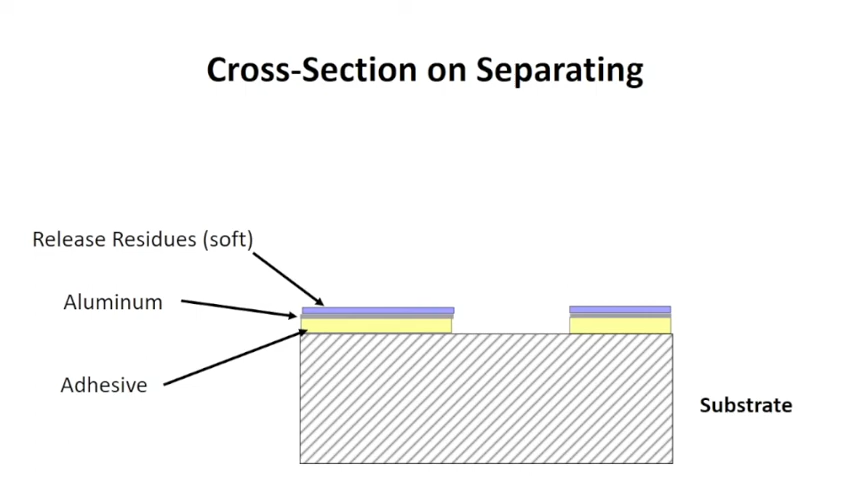 Cross-Section on Separating
Release Residues (soft)
Aluminum
Adhesive
Substrate